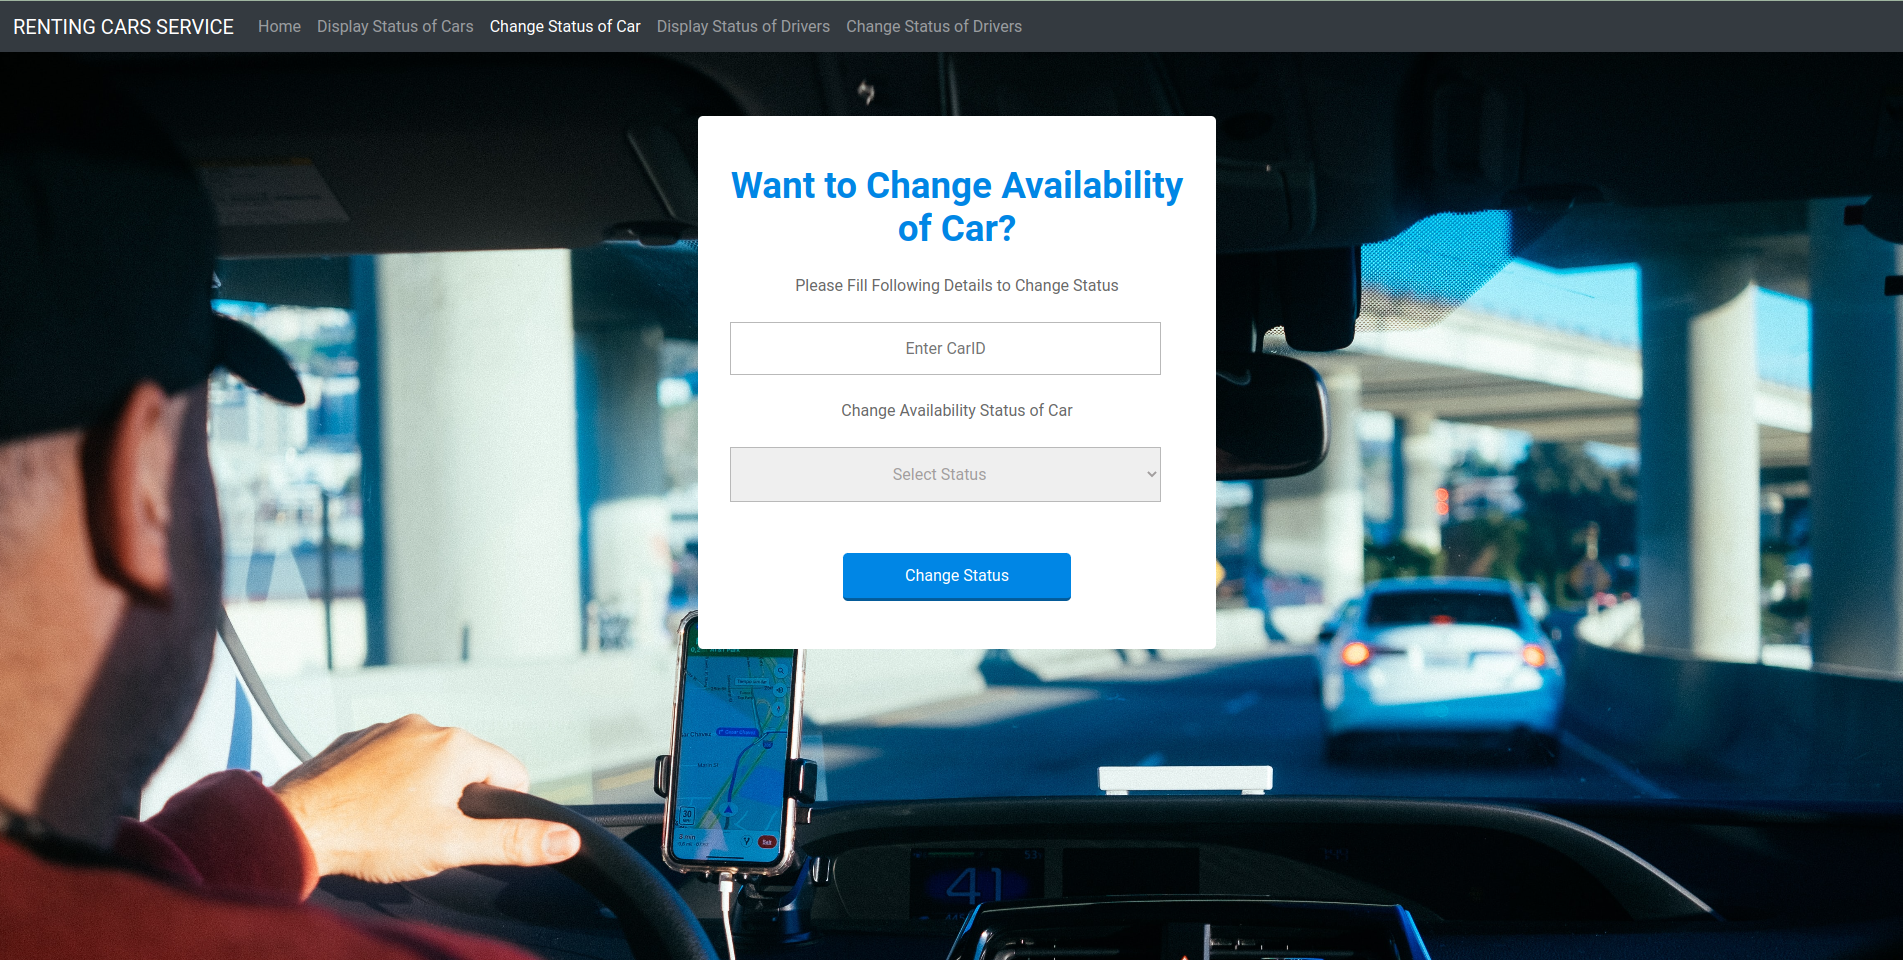 RENTING CARS SERVICE Home Display Status of Cars Change Status of Car Display Status of Drivers Change Status of Drivers
Want to Change Availability
of Car?
Please Fill Following Details to Change Status
Enter CarID
Change Availability Status of Car
Select Status
Change Status
30
41